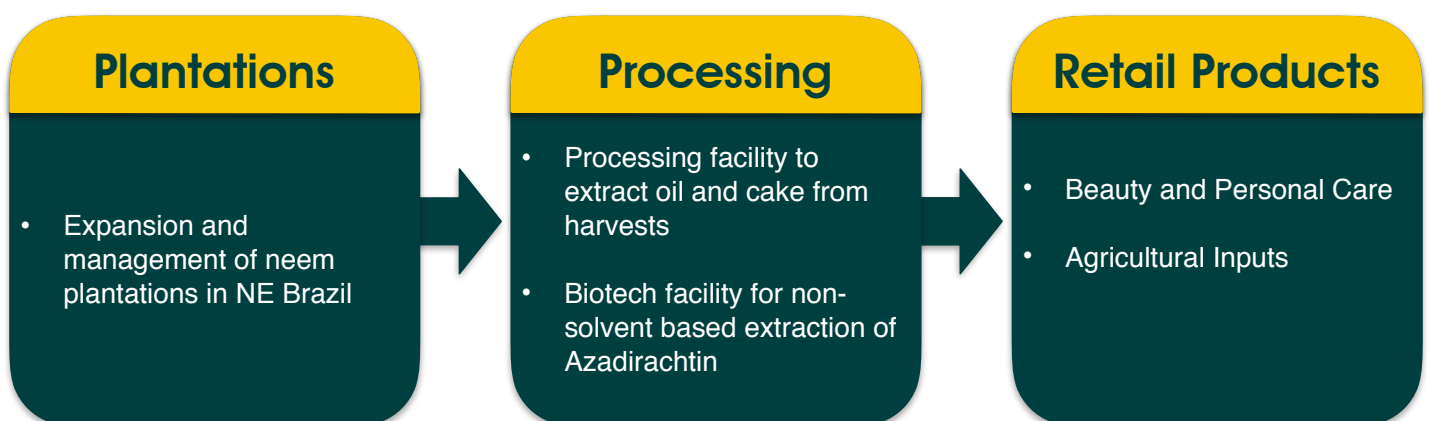 Plantations
• Expansion and
management of neem
plantations in NE Brazil
Processing
• Processing facility to
extract oil and cake from
harvests
• Biotech facility for non-
solvent based extraction of
Azadirachtin
Retail Products
• Beauty and Personal Care
• Agricultural Inputs